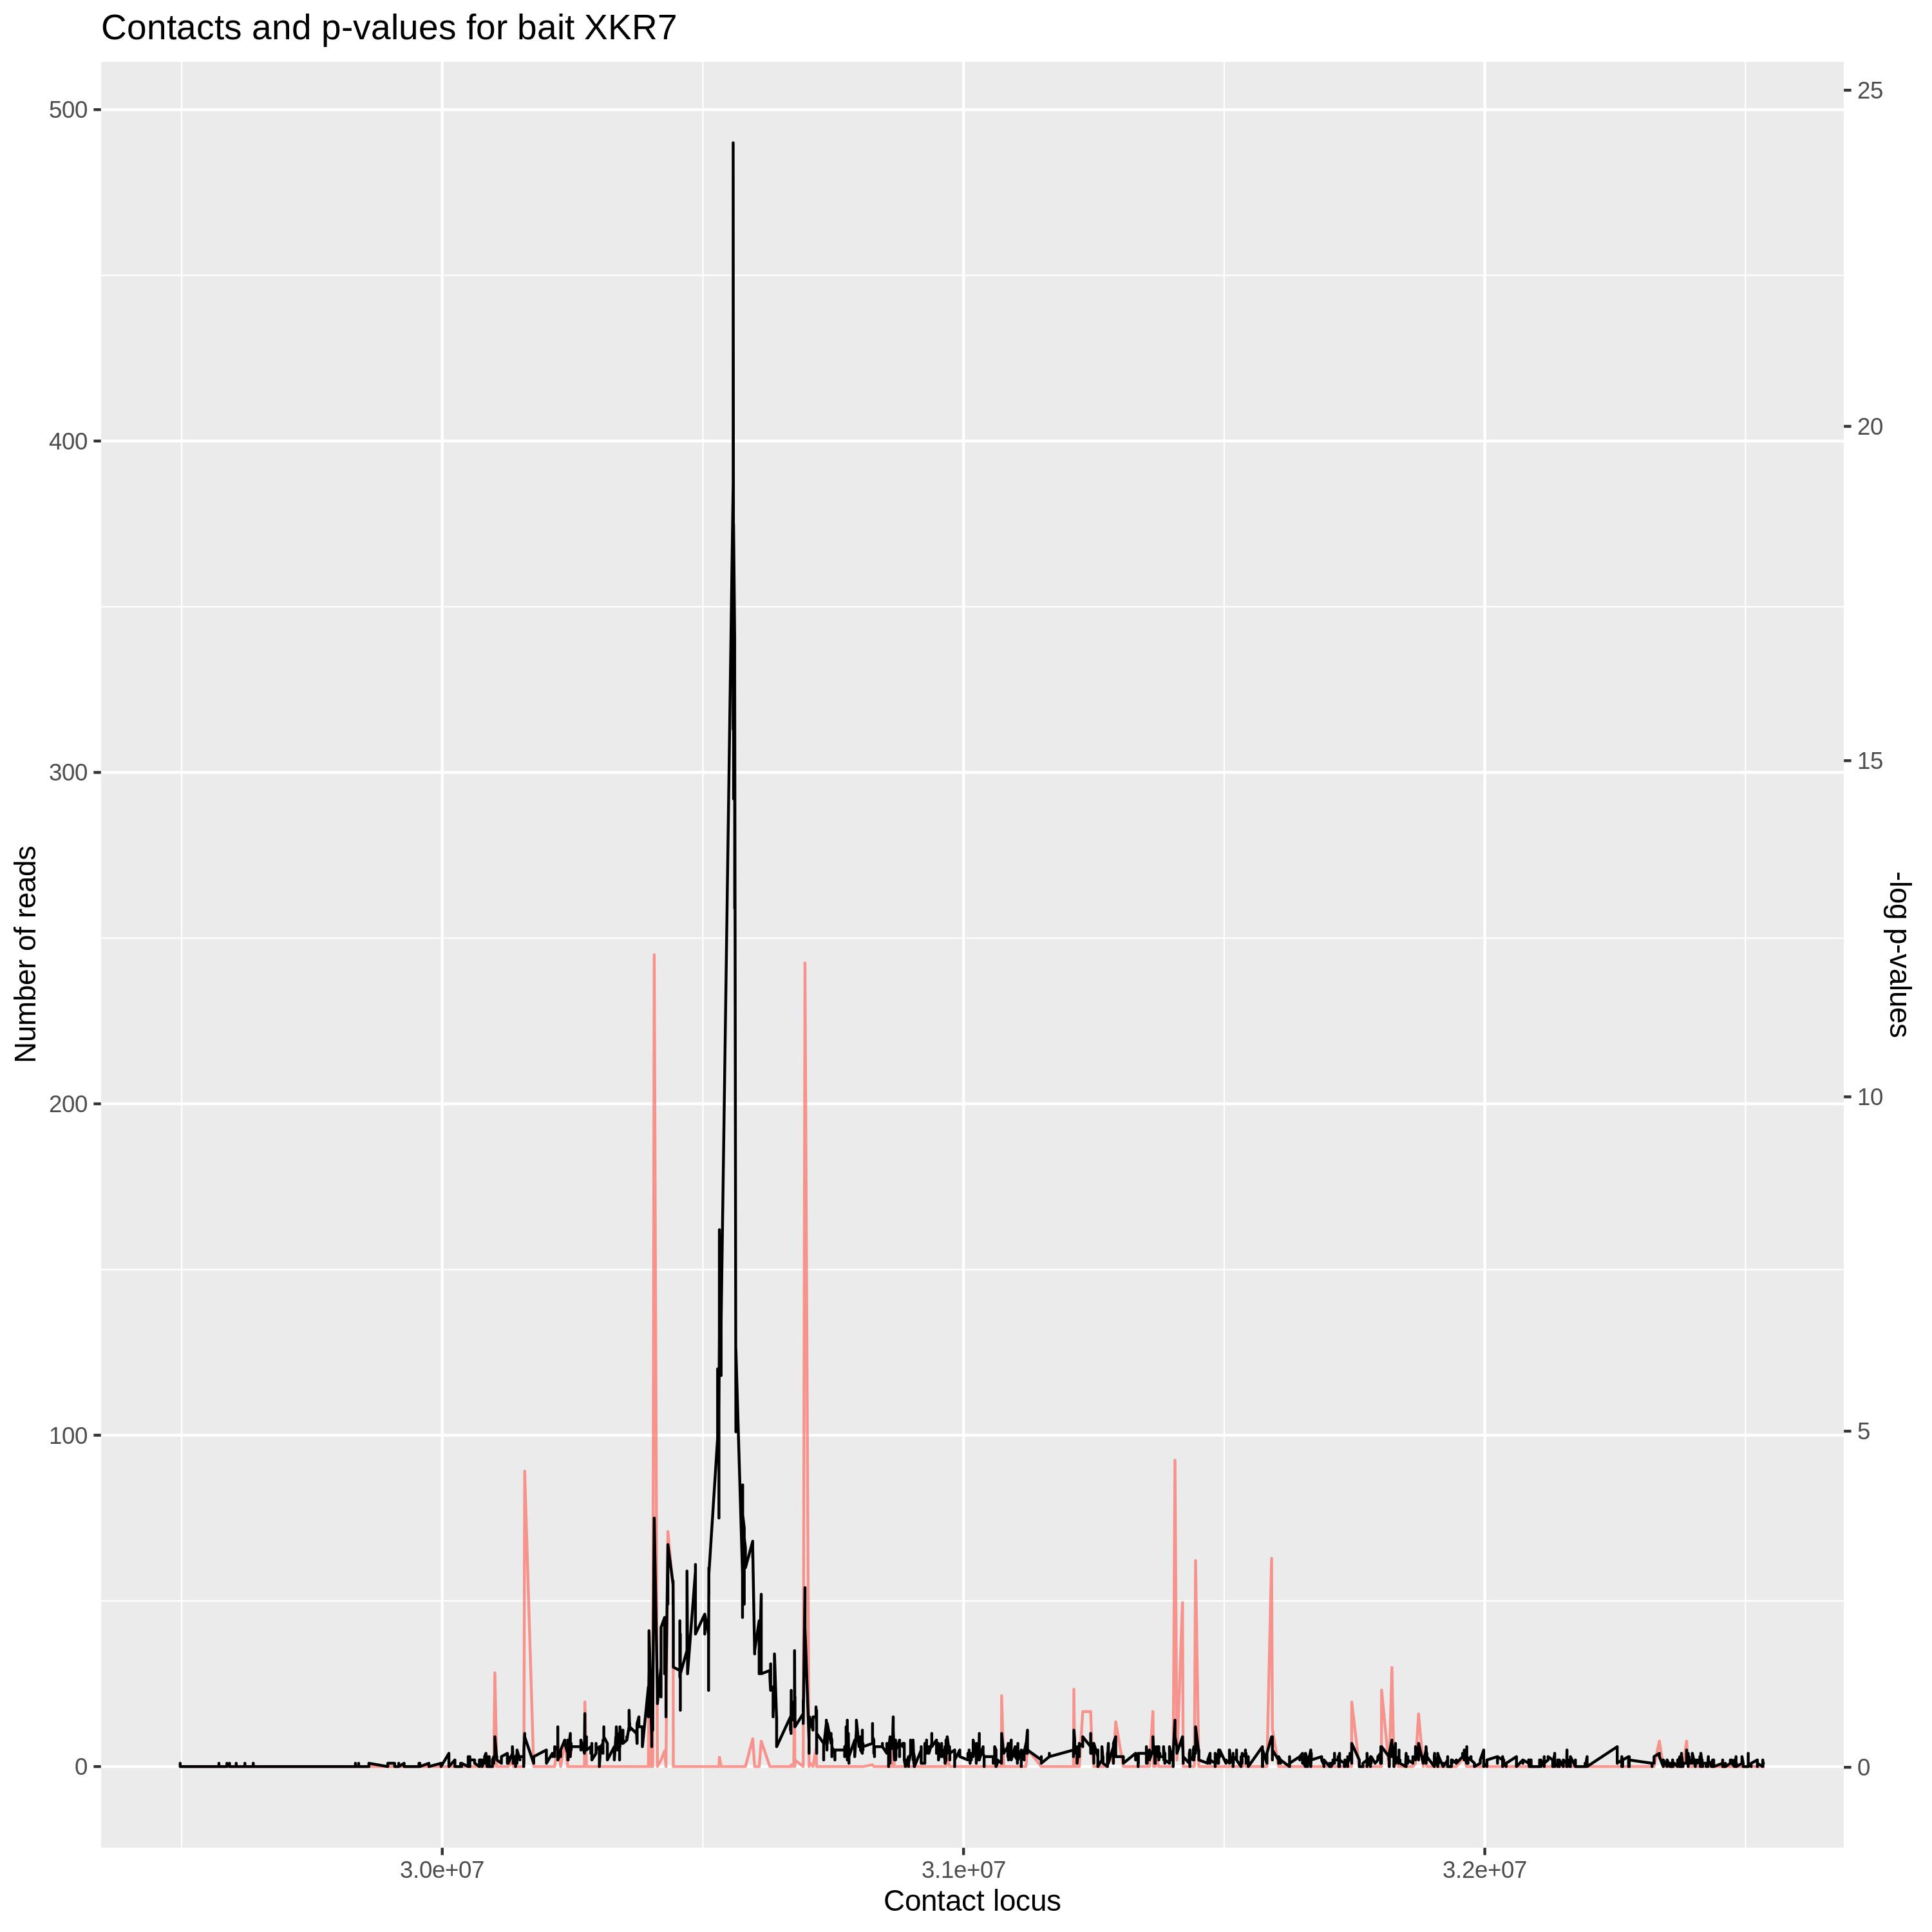 Contacts and p-values for bait XKR7
500
400
300
200
100
0
25
20
15
10
5
0
Number of reads
-log p-values
3.0e+07
3.1e+07
3.2e+07
Contact locus